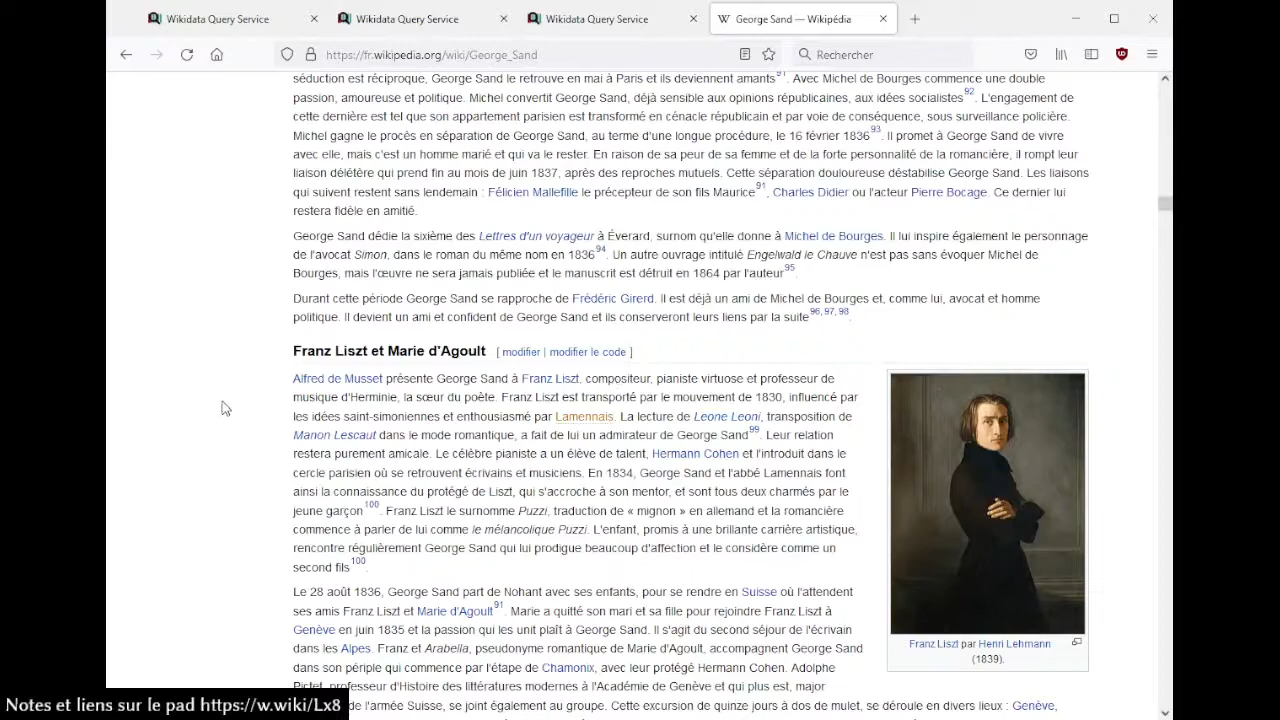 Wikidata Query Service
Wikidata Query Service
Wikidata Query Service
W George Sand — Wikipédia
https://fr.wikipedia.org/wiki/George_Sand
Rechercher
séduction est réciproque, George Sand le retrouve en mai à Paris et ils deviennent amants91. Avec Michel de Bourges commence une double
passion, amoureuse et politique. Michel convertit George Sand, déjà sensible aux opinions républicaines, aux idées socialistes92. L'engagement de
cette dernière est tel que son appartement parisien est transformé en cénacle républicain et par voie de conséquence, sous surveillance policière.
Michel gagne le procès en séparation de George Sand, au terme d'une longue procédure, le 16 février 183693. Il promet à George Sand de vivre
avec elle, mais c'est un homme marié et qui va le rester. En raison de sa peur de sa femme et de la forte personnalité de la romancière, il rompt leur
liaison délétère qui prend fin au mois de juin 1837, après des reproches mutuels. Cette séparation douloureuse déstabilise George Sand. Les liaisons
qui suivent restent sans lendemain : Félicien Mallefille le précepteur de son fils Maurice91, Charles Didier ou l'acteur Pierre Bocage. Ce dernier lui
restera fidèle en amitié.
George Sand dédie la sixième des Lettres d'un voyageur à Éverard, surnom qu'elle donne à Michel de Bourges. Il lui inspire également le personnage
de l'avocat Simon, dans le roman du même nom en 183694. Un autre ouvrage intitulé Engelwald le Chauve n'est pas sans évoquer Michel de
Bourges, mais l'œuvre ne sera jamais publiée et le manuscrit est détruit en 1864 par l'auteur95.
Durant cette période George Sand se rapproche de Frédéric Girerd. Il est déjà un ami de Michel de Bourges et, comme lui, avocat et homme
politique. Il devient un ami et confident de George Sand et ils conserveront leurs liens par la suite96, 97, 98.
Franz Liszt et Marie d'Agoult [ modifier | modifier le code ]
Alfred de Musset présente George Sand à Franz Liszt, compositeur, pianiste virtuose et professeur de
musique d'Herminie, la sœur du poète. Franz Liszt est transporté par le mouvement de 1830, influencé par
les idées saint-simoniennes et enthousiasmé par Lamennais. La lecture de Leone Leoni, transposition de
Manon Lescaut dans le mode romantique, a fait de lui un admirateur de George Sand99. Leur relation
restera purement amicale. Le célèbre pianiste a un élève de talent, Hermann Cohen et l'introduit dans le
cercle parisien où se retrouvent écrivains et musiciens. En 1834, George Sand et l'abbé Lamennais font
ainsi la connaissance du protégé de Liszt, qui s'accroche à son mentor, et sont tous deux charmés par le
jeune garçon100. Franz Liszt le surnomme Puzzi, traduction de « mignon » en allemand et la romancière
commence à parler de lui comme le mélancolique Puzzi. L'enfant, promis à une brillante carrière artistique,
rencontre régulièrement George Sand qui lui prodigue beaucoup d'affection et le considère comme un
second fils100.
Le 28 août 1836, George Sand part de Nohant avec ses enfants, pour se rendre en Suisse où l'attendent
ses amis Franz Liszt et Marie d'Agoult91. Marie a quitté son mari et sa fille pour rejoindre Franz Liszt à
Genève en juin 1835 et la passion qui les unit plaît à George Sand. Il s'agit du second séjour de l'écrivain
dans les Alpes. Franz et Arabella, pseudonyme romantique de Marie d'Agoult, accompagnent George Sand
dans son périple qui commence par l'étape de Chamonix, avec leur protégé Hermann Cohen. Adolphe
Pictet, professeur d'Histoire des littératures modernes à l'Académie de Genève et qui plus est, major
de l'armée Suisse, se joint également au groupe. Cette excursion de quinze jours à dos de mulet, se déroule en divers lieux : Genève,
Franz Liszt par Henri Lehmann
(1839).
Notes et liens sur le pad https://w.wiki/Lx8